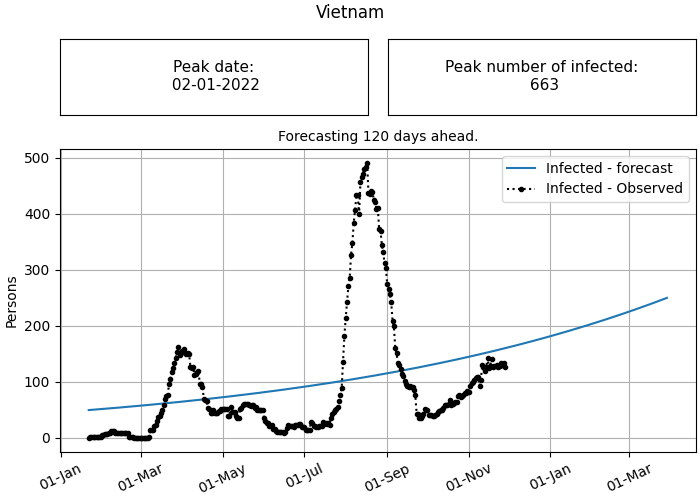 Vietnam
Peak date:
02-01-2022
Peak number of infected:
663
Forecasting 120 days ahead.
500
400
300
200
100
0
Persons
Infected - forecast
Infected - Observed
01-Jan
01-Mar
01-May
01-Jul
01-Sep
01-Nov
01-Jan
01-Mar